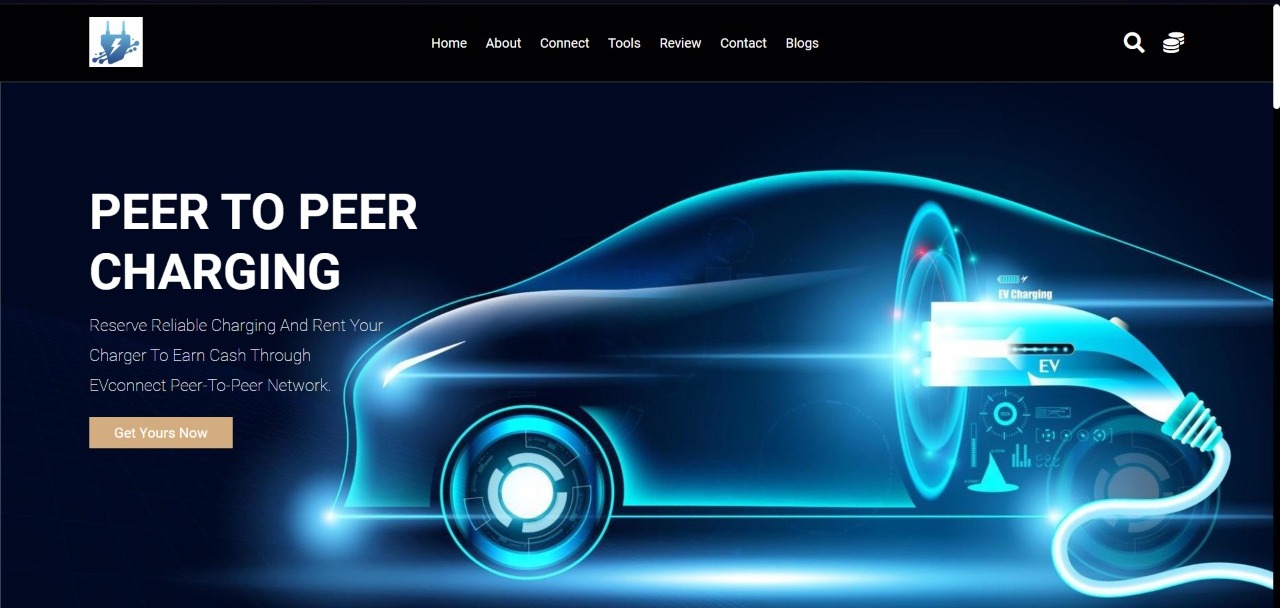 Home About Connect Tools Review Contact Blogs
PEER TO PEER
CHARGING
Reserve Reliable Charging And Rent Your
Charger To Earn Cash Through
EVconnect Peer-To-Peer Network.
Get Yours Now
EV Charging
EV